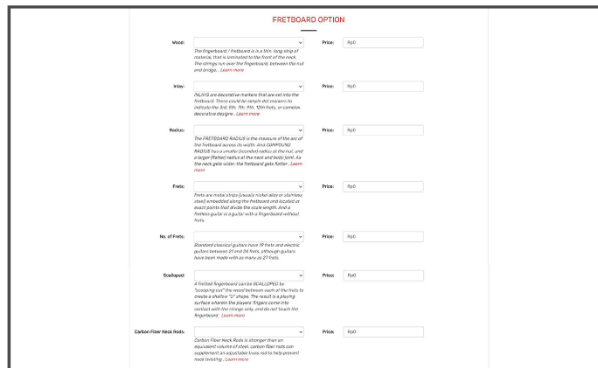 FRETBOARD OPTION
Wood: Price: Rp0
The fingerboard / fretboard is is a thin, long strip of
material, that is laminated to the front of the neck.
The strings run over the fingerboard, between the nut
and bridge... Learn more
Inlay: Price: Rp0
INLAYS are decorative markers that are set into the
fretboard. There could be simple dot markers to
indicate the 3rd, 5th, 7th, 9th, 12th frets, or complex
decorative designs... Learn more
Radius: Price: Rp0
The FRETBOARD RADIUS is the measure of the arc of
the fretboard across its width. And COMPOUND
RADIUS has a smaller (rounder) radius at the nut, and
a larger (flatter) radius at the neck and body joint. As
the neck gets wider, the fretboard gets flatter... Learn
more
Frets: Price: Rp0
Frets are metal strips (usually nickel alloy or stainless
steel) embedded along the fretboard and located at
exact points that divide the scale length. And a
fretless guitar is a guitar with a fingerboard without
frets.
No. of Frets: Price: Rp0
Standard classical guitars have 19 frets and electric
guitars between 21 and 24 frets, although guitars
have been made with as many as 27 frets.
Scalloped: Price: Rp0
A fretted fingerboard can be SCALLOPED by
"scooping out" the wood between each of the frets to
create a shallow "U" shape. The result is a playing
surface wherein the players' fingers come into
contact with the strings only, and do not touch the
fingerboard... Learn more
Carbon Fiber Neck Rods: Price: Rp0
Carbon Fiber Neck Rods is stronger than an
equivalent volume of steel, carbon fiber rods can
supplement an adjustable truss rod to help prevent
neck twisting... Learn more